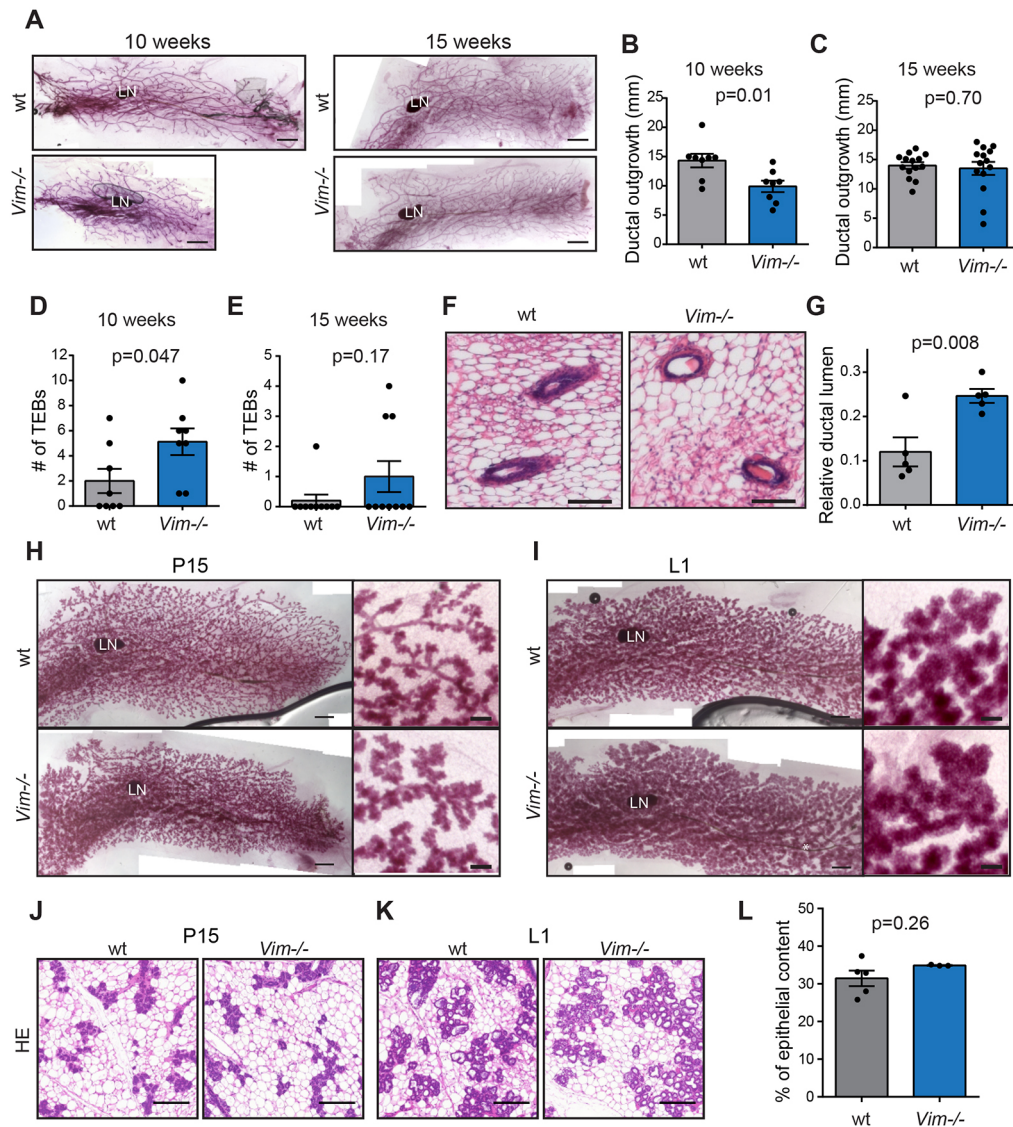 A
10 weeks
15 weeks
wt
LN
LN
Vim-/-
LN
Vim-/-
wt
LN
B
10 weeks
p=0.01
Ductal outgrowth (mm)
25
20
15
10
5
0
wt
Vim-/-
C
15 weeks
p=0.70
Ductal outgrowth (mm)
25
20
15
10
5
0
wt
Vim-/-
D
10 weeks
p=0.047
# of TEBs
12
10
8
6
4
2
0
wt
Vim-/-
E
15 weeks
p=0.17
# of TEBs
5
4
3
2
1
0
wt
Vim-/-
F
wt
Vim-/-
G
p=0.008
Relative ductal lumen
0.3
0.2
0.1
0.0
wt
Vim-/-
H
P15
wt
LN
Vim-/-
LN
I
L1
wt
LN
Vim-/-
LN
*
J
P15
wt
Vim-/-
HE
K
L1
wt
Vim-/-
L
p=0.26
% of epithelial content
50
40
30
20
10
0
wt
Vim-/-